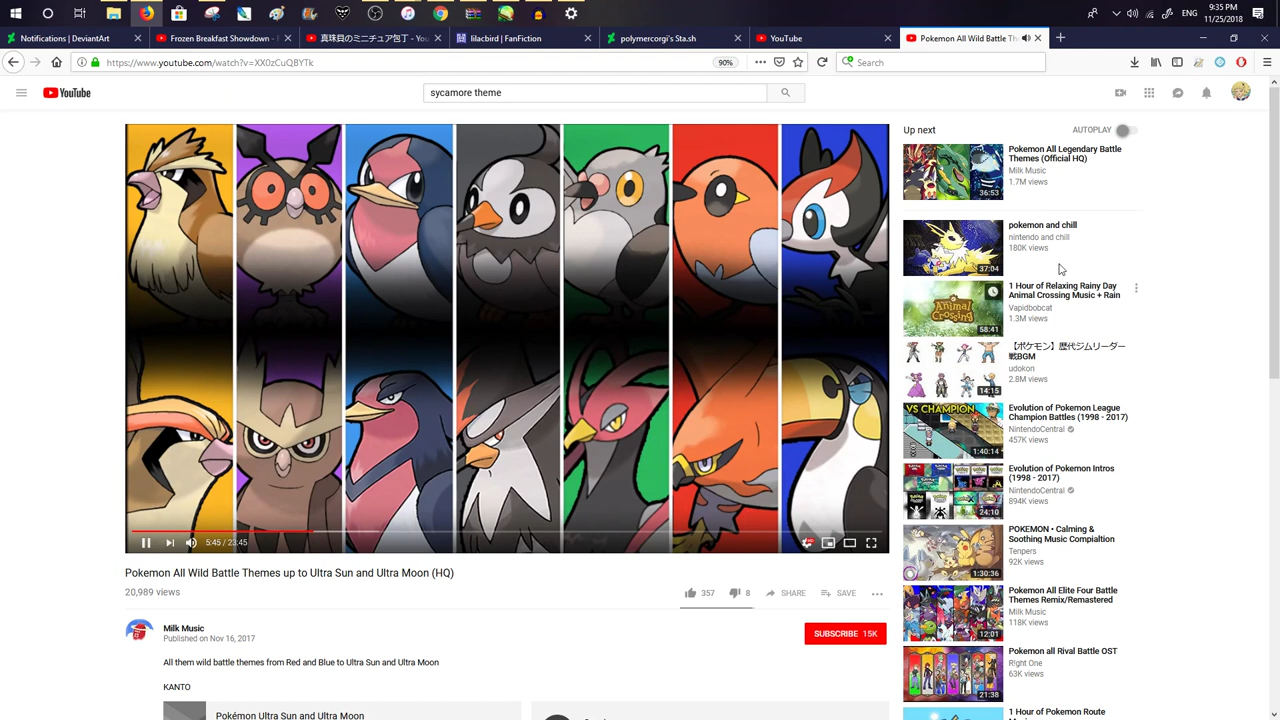 9:35 PM
ENG
11/25/2018
Notifications | DeviantArt
Frozen Breakfast Showdown -
真珠貝のミニチュア包丁 - You
lilacbird | FanFiction
polymercorgi's Stash
YouTube
Pokemon All Wild Battle Th
https://www.youtube.com/watch?v=XX0zCuQBYTk
90%
Search
YouTube
sycamore theme
Up next
AUTOPLAY
Pokemon All Legendary Battle
Themes (Official HQ)
Milk Music
1.7M views
36:53
pokemon and chill
nintendo and chill
180K views
37:04
1 Hour of Relaxing Rainy Day
Animal Crossing Music + Rain
Vapidbobcat
1.3M views
Animal
Crossing
58:41
【ポケモン】歴代ジムリーダー
戦BGM
udokori
2.8M views
14:15
VS CHAMPION
Evolution of Pokemon League
Champion Battles (1998 - 2017)
NintendoCentral
457K views
1:40:14
Evolution of Pokemon Intros
(1998 - 2017)
NintendoCentral
894K views
24:10
POKEMON • Calming &
Soothing Music Compialtion
Tenpers
92K views
1:30:36
Pokemon All Elite Four Battle
Themes Remix/Remastered
Milk Music
118K views
12:01
Pokemon all Rival Battle OST
R!ght One
63K views
21:38
1 Hour of Pokemon Route
5:45 / 23:45
Pokemon All Wild Battle Themes up to Ultra Sun and Ultra Moon (HQ)
20,989 views
357
8
SHARE
SAVE
Milk Music
Published on Nov 16, 2017
SUBSCRIBE 15K
All them wild battle themes from Red and Blue to Ultra Sun and Ultra Moon
KANTO
Pokémon Ultra Sun and Ultra Moon